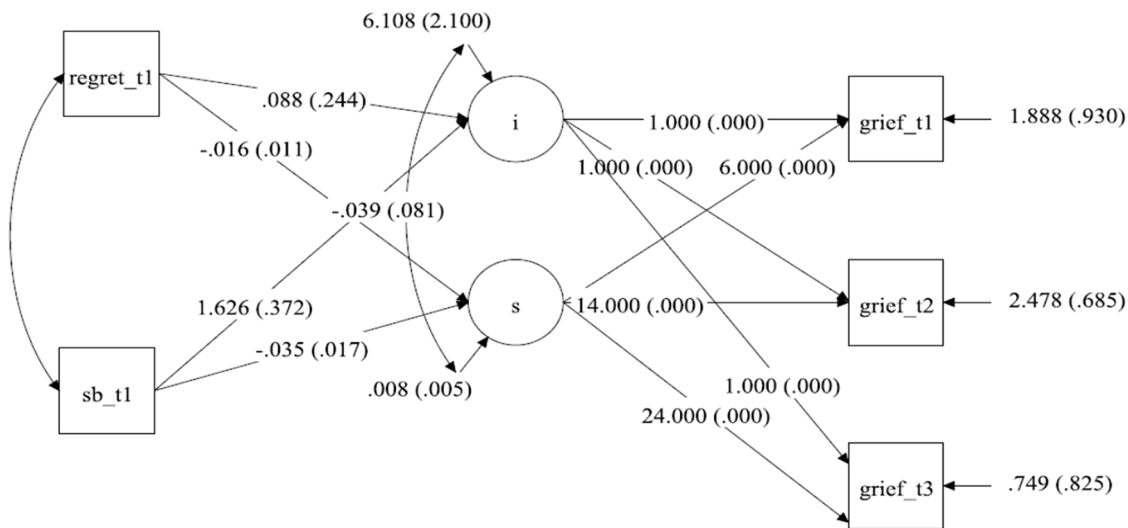 6.108 (2.100)
regret_t1
.088 (.244)
i
1.000 (.000)
grief_t1
1.888 (.930)
-.016 (.011)
1.000 (.000)
6.000 (.000)
-.039 (.081)
1.626 (.372)
s
14.000 (.000)
grief_t2
2.478 (.685)
-.035 (.017)
sb_t1
.008 (.005)
1.000 (.000)
24.000 (.000)
grief_t3
.749 (.825)